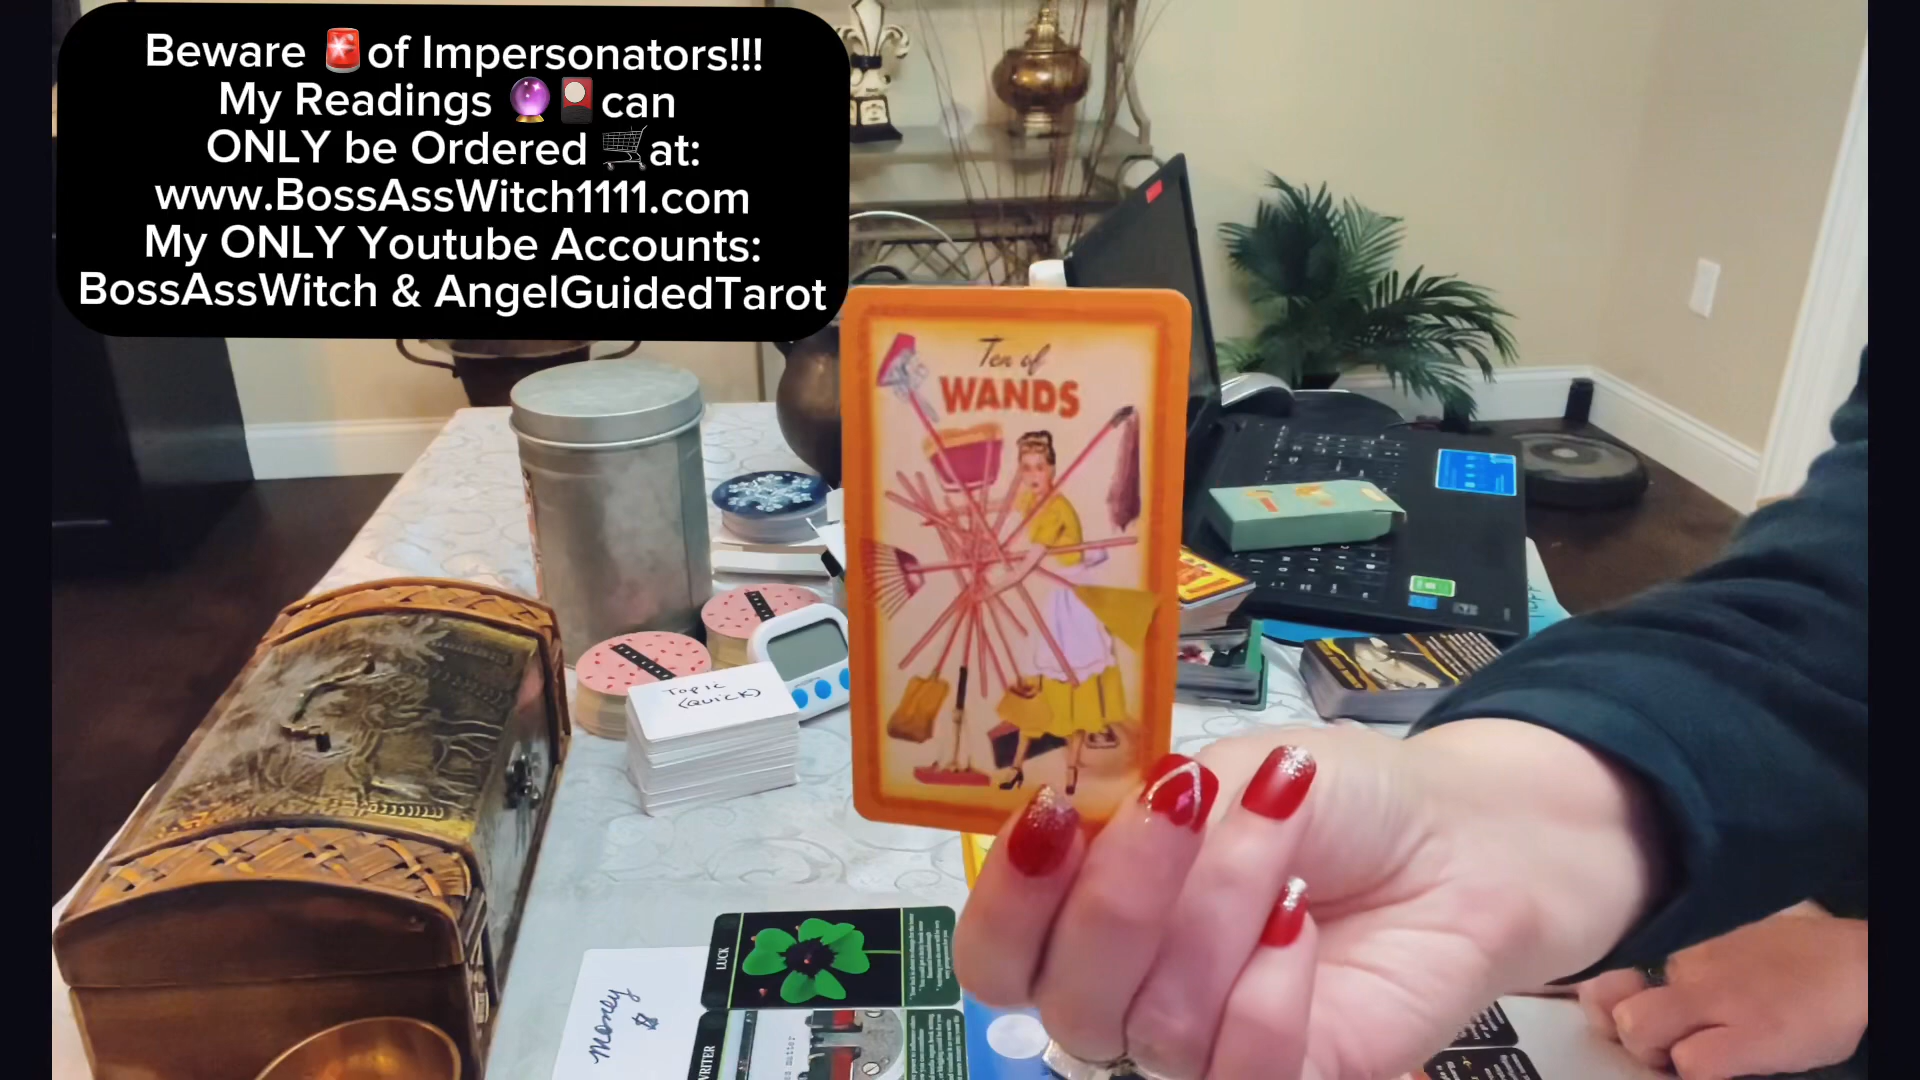 Beware 🚨of Impersonators!!!
My Readings 🔮🎴can
ONLY be Ordered 🛒at:
www.BossAssWitch1111.com
My ONLY Youtube Accounts:
BossAssWitch & AngelGuidedTarot
Ten of
WANDS
TOPIC
(QUICK)
LUCK
Money
$
WRITER